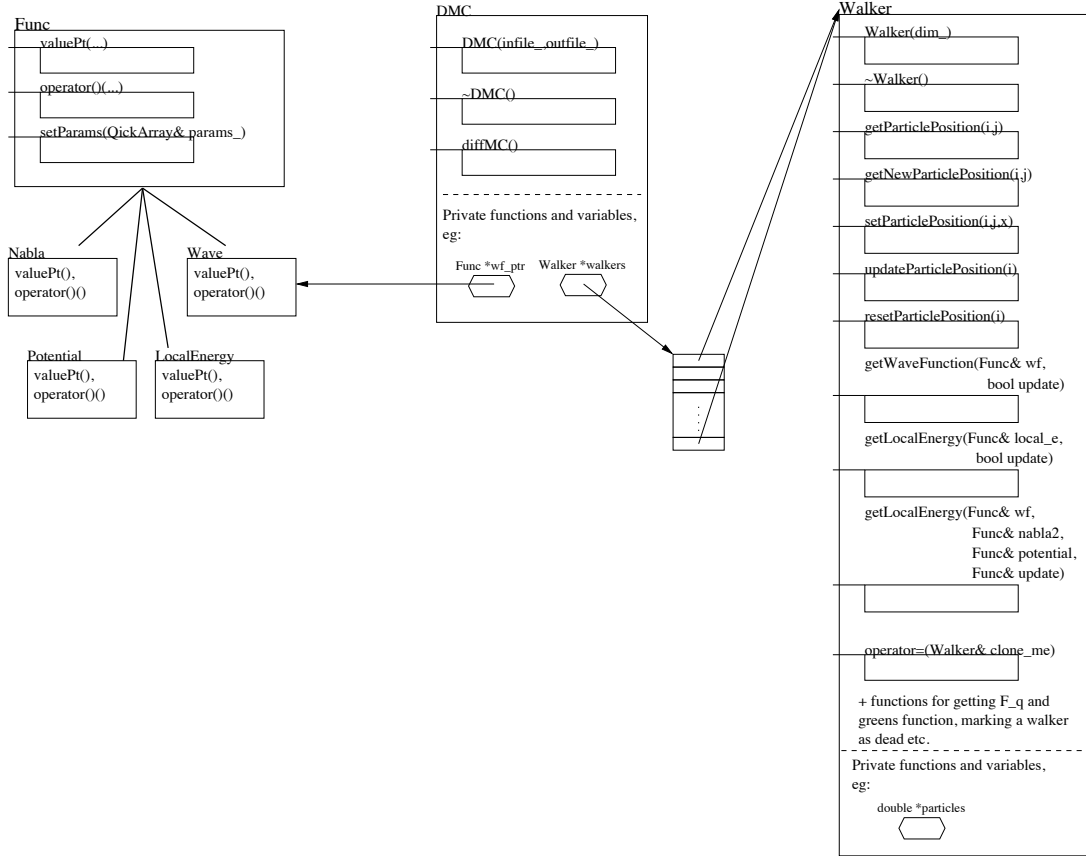 Func
valuePt(...)
operator()(...)
setParams(QickArray& params_)
Nabla
valuePt(),
operator()()
Wave
valuePt(),
operator()()
Potential
valuePt(),
operator()()
LocalEnergy
valuePt(),
operator()()
DMC
DMC(infile_,outfile_)
~DMC()
diffMC()
Private functions and variables,
eg:
Func *wf_ptr
Walker *walkers
Walker
Walker(dim_)
~Walker()
getParticlePosition(i,j)
getNewParticlePosition(i,j)
setParticlePosition(i,j,x)
updateParticlePosition(i)
resetParticlePosition(i)
getWaveFunction(Func& wf,
bool update)
getLocalEnergy(Func& local_e,
bool update)
getLocalEnergy(Func& wf,
Func& nabla2,
Func& potential,
Func& update)
operator=(Walker& clone_me)
+ functions for getting F_q and
greens function, marking a walker
as dead etc.
Private functions and variables,
eg:
double *particles